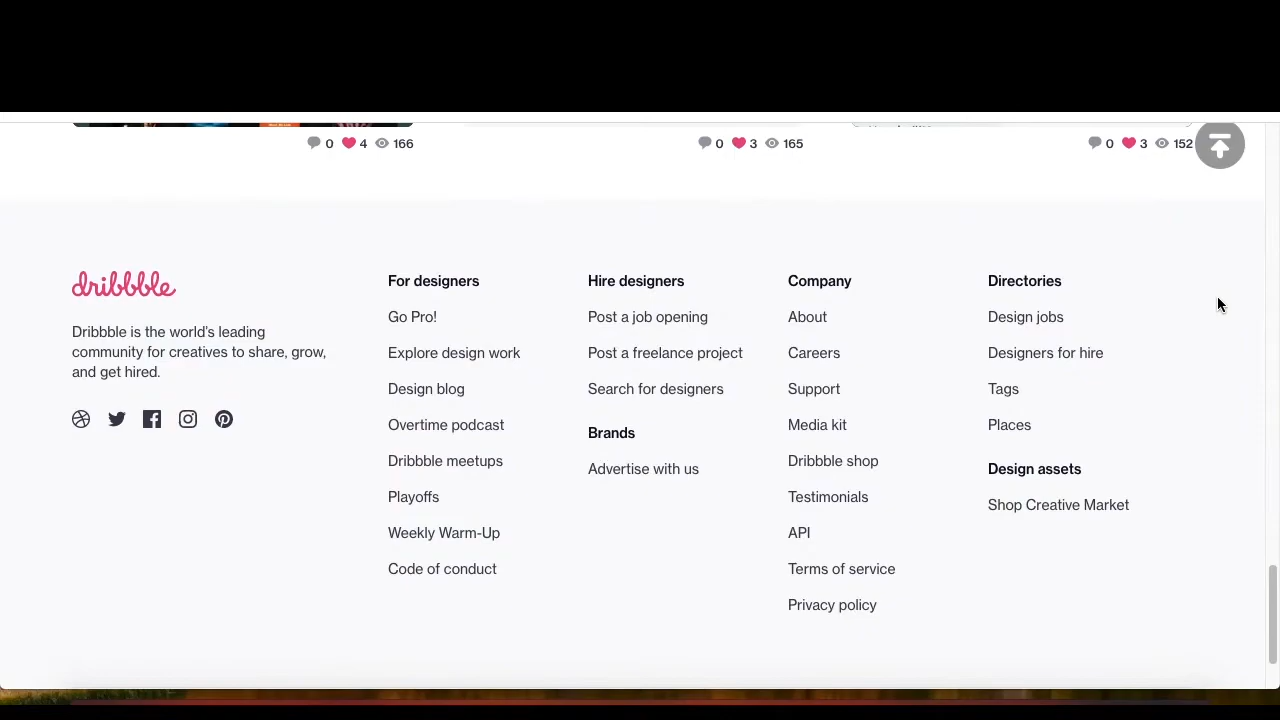 0 4 166
0 3 165
0 3 152
dribbble
Dribbble is the world's leading
community for creatives to share, grow,
and get hired.
For designers
Go Pro!
Explore design work
Design blog
Overtime podcast
Dribbble meetups
Playoffs
Weekly Warm-Up
Code of conduct
Hire designers
Post a job opening
Post a freelance project
Search for designers
Brands
Advertise with us
Company
About
Careers
Support
Media kit
Dribbble shop
Testimonials
API
Terms of service
Privacy policy
Directories
Design jobs
Designers for hire
Tags
Places
Design assets
Shop Creative Market